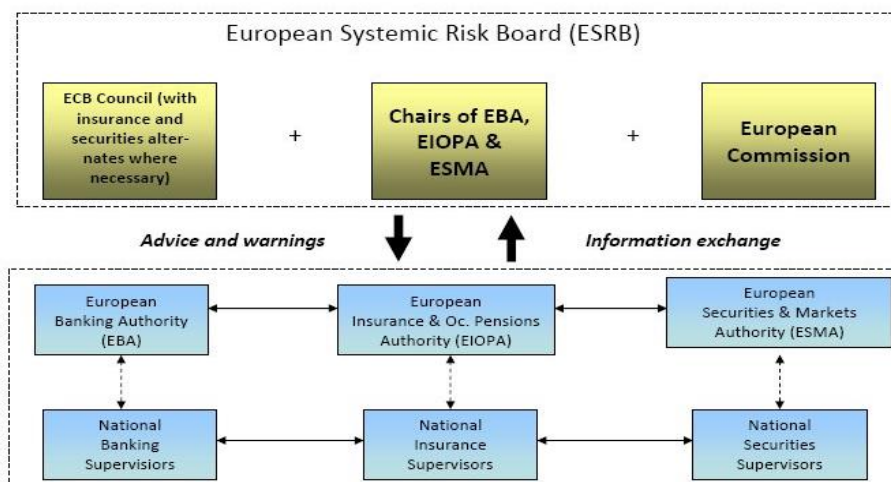 European Systemic Risk Board (ESRB)
ECB Council (with
insurance and
securities alter-
nates where
necessary)
+
Chairs of EBA,
EIOPA &
ESMA
+
European
Commission
Advice and warnings
Information exchange
European
Banking Authority
(EBA)
European
Insurance & Oc. Pensions
Authority (EIOPA)
European
Securities & Markets
Authority (ESMA)
National
Banking
Supervisiors
National
Insurance
Supervisors
National
Securities
Supervisors